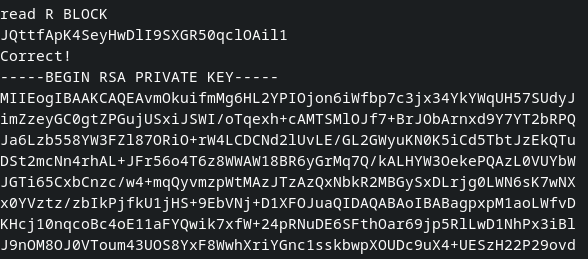 read R BLOCK
JQttfApK4SeyHwDlI9SXGR50qclOAil1
Correct!
-----BEGIN RSA PRIVATE KEY-----
MIIEogIBAAKCAQEAvmOkuifmMg6HL2YPIOjon6iWfbp7c3jx34YkYWqUH57SUdyJ
imZzeyGC0gtZPGujUSxiJSWI/oTqexh+cAMTSMlOJf7+BrJObArnxd9Y7YT2bRPQ
Ja6Lzb558YW3FZl87ORiO+rW4LCDCNd2lUvLE/GL2GWyuKN0K5iCd5TbtJzEkQTu
DSt2mcNn4rhAL+JFr56o4T6z8WWAW18BR6yGrMq7Q/kALHYW3OekePQAzL0VUYbW
JGTi65CxbCnzc/w4+mqQyvmzpWtMAzJTzAzQxNbkR2MBGySxDLrjg0LWN6sK7wNX
x0YVztz/zbIkPjfkU1jHS+9EbVNj+D1XFOJuaQIDAQABAoIBABagpxpM1aoLWfvD
KHcj10nqcoBc4oE11aFYQwik7xfW+24pRNuDE6SFthOar69jp5RlLwD1NhPx3iBl
J9nOM8OJ0VToum43UOS8YxF8WwhXriYGnc1sskbwpXOUDc9uX4+UESzH22P29ovd